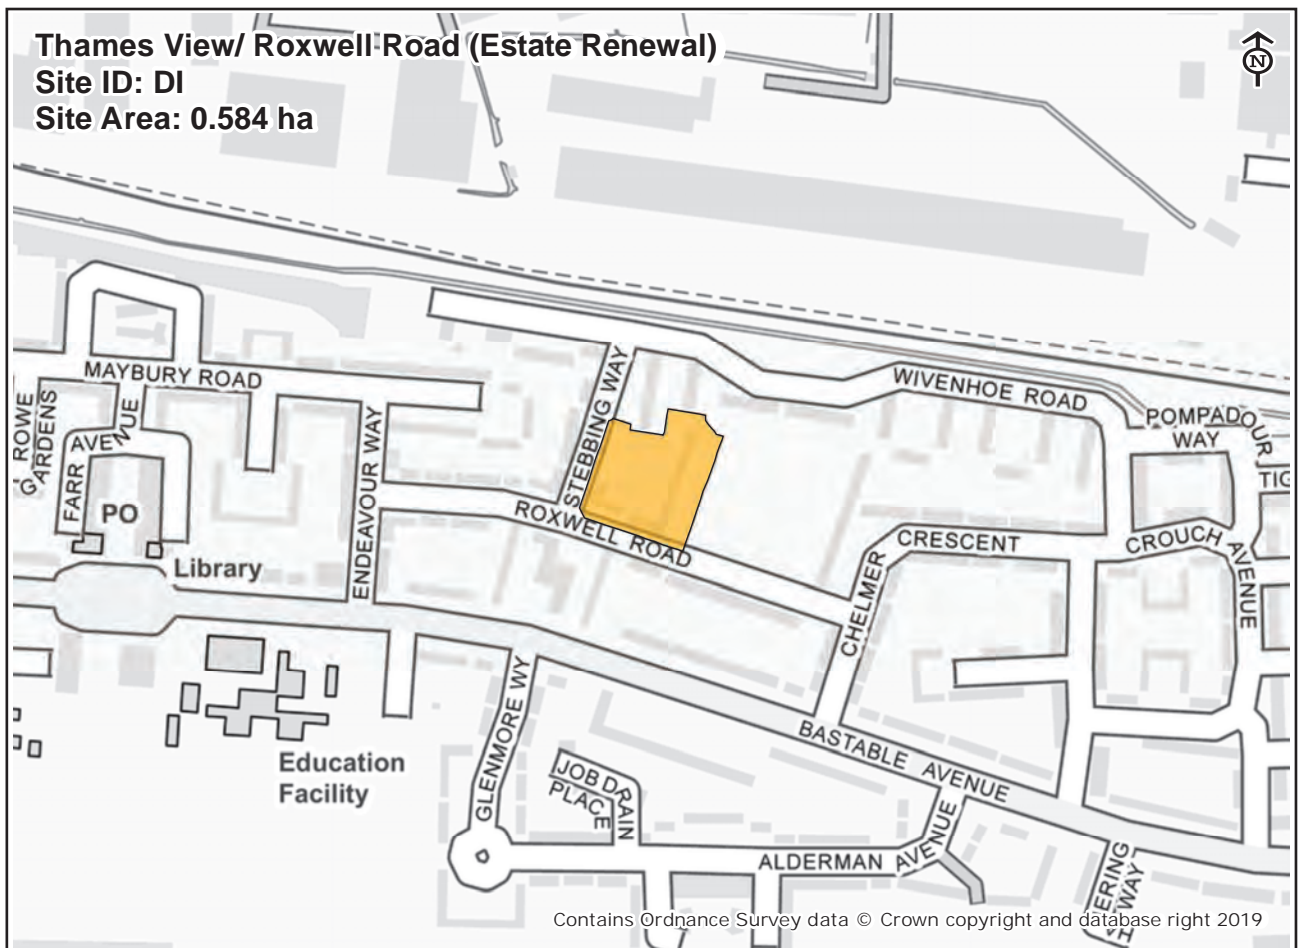 Thames View/ Roxwell Road (Estate Renewal)
Site ID: DI
Site Area: 0.584 ha
N
MAYBURY ROAD
ROWE
GARDENS
FARR AVENUE
PO
Library
ENDEAVOUR WAY
STEBBING WAY
ROXWELL ROAD
WIVENHOE ROAD
POMPADOUR
WAY
TIC
CHELMER
CRESCENT
CROUCH AVENUE
Education
Facility
GLENMORE WY
JOB DRAIN
PLACE
BASTABLE AVENUE
ALDERMAN AVENUE
ERING
WAY
Contains Ordnance Survey data © Crown copyright and database right 2019